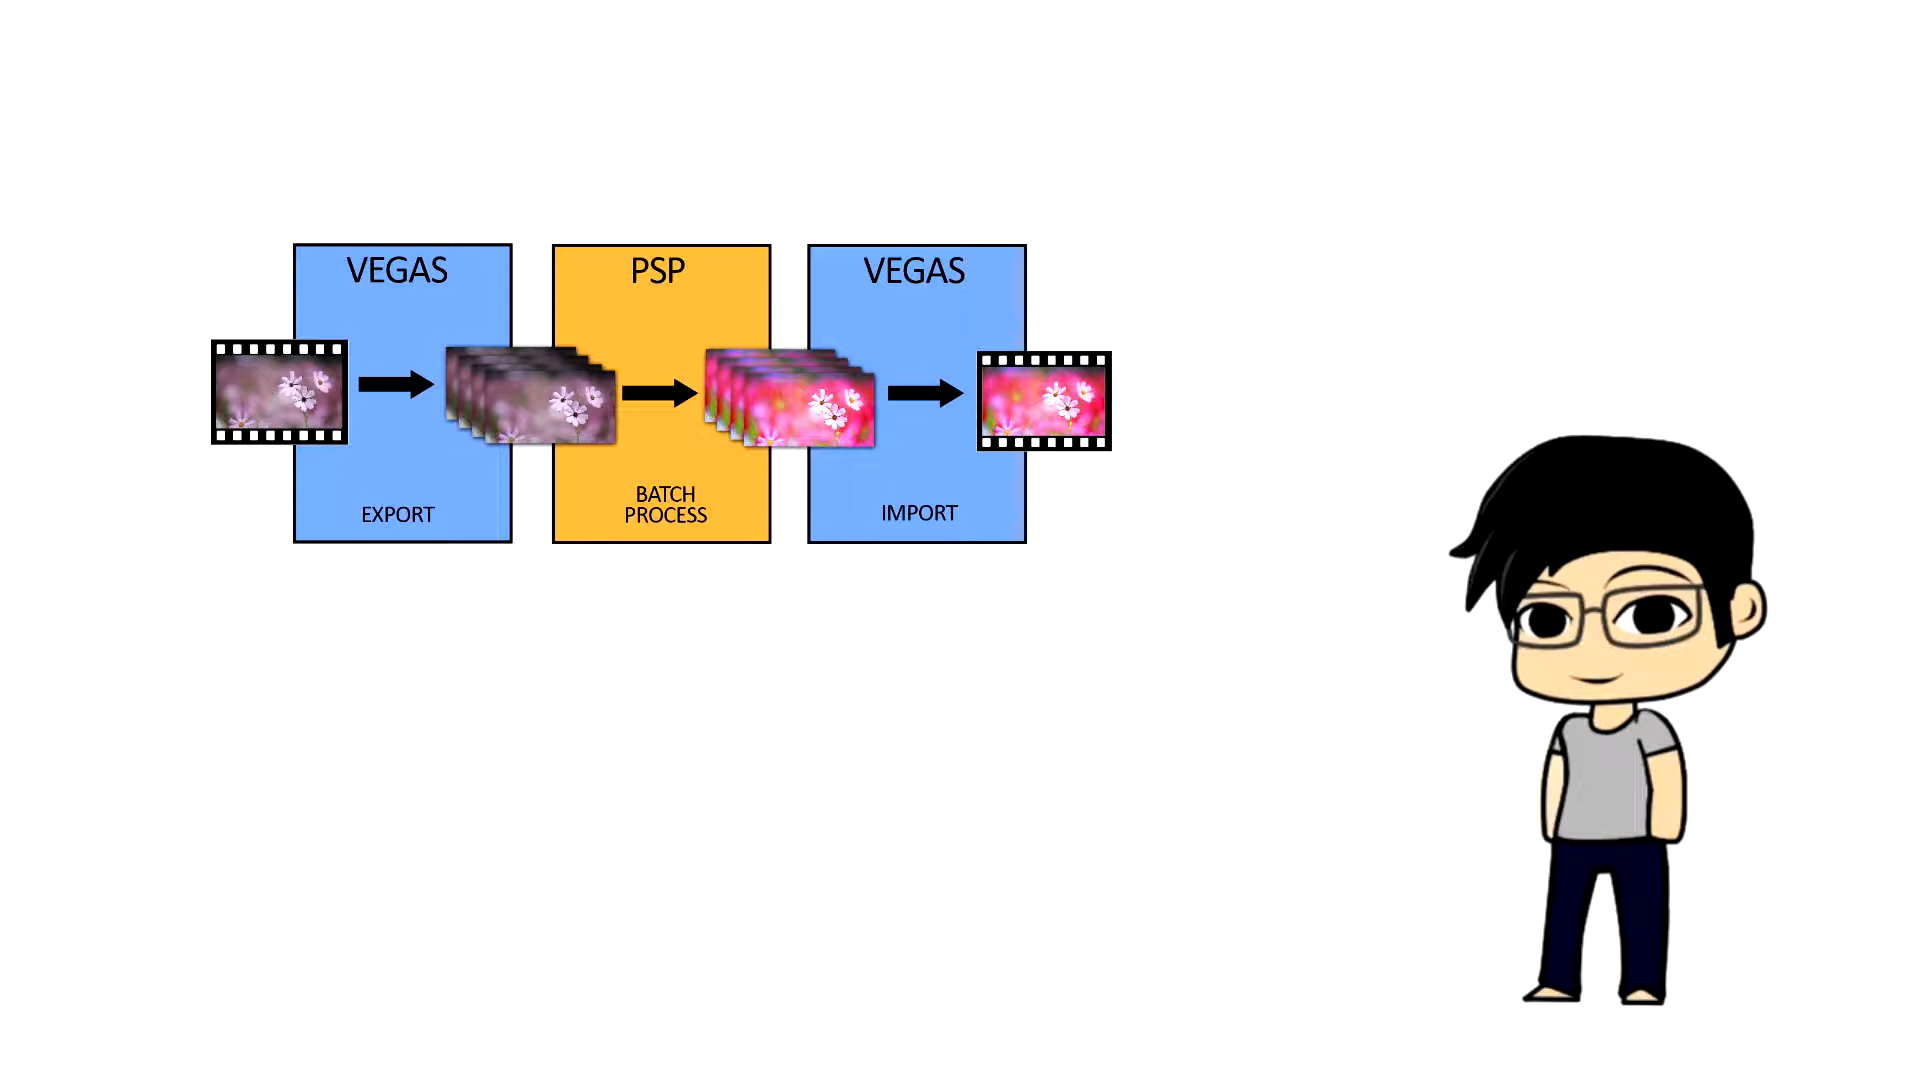 VEGAS
EXPORT
PSP
BATCH
PROCESS
VEGAS
IMPORT